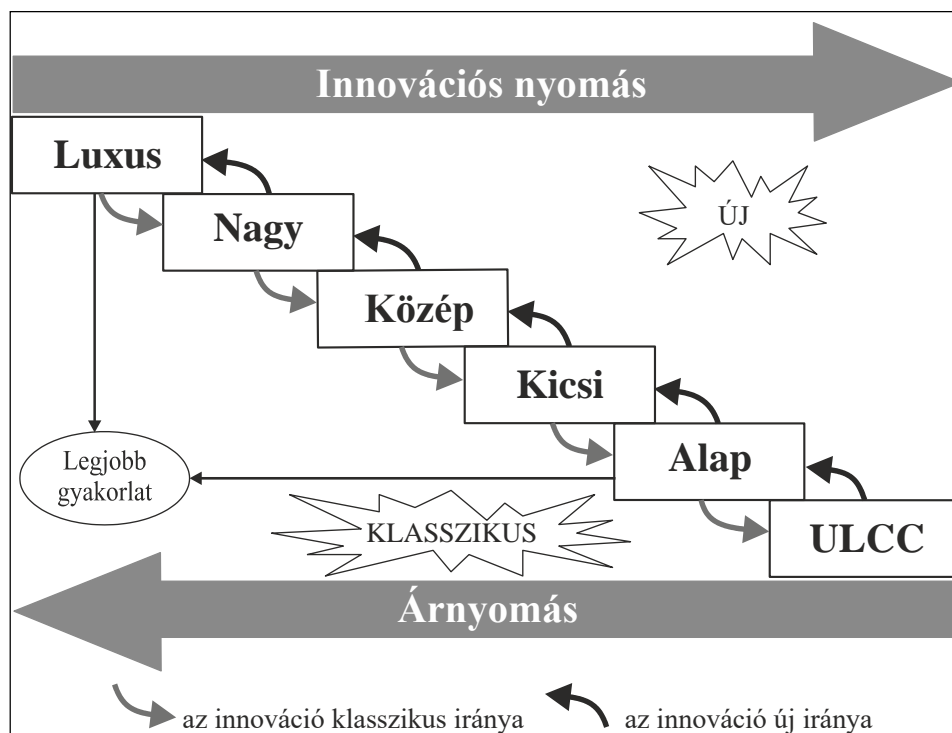 Innovációs nyomás
Luxus
Nagy
ÚJ
Közép
Kicsi
Alap
Legjobb
gyakorlat
KLASSZIKUS
ULCC
Árnyomás
az innováció klasszikus iránya
az innováció új iránya